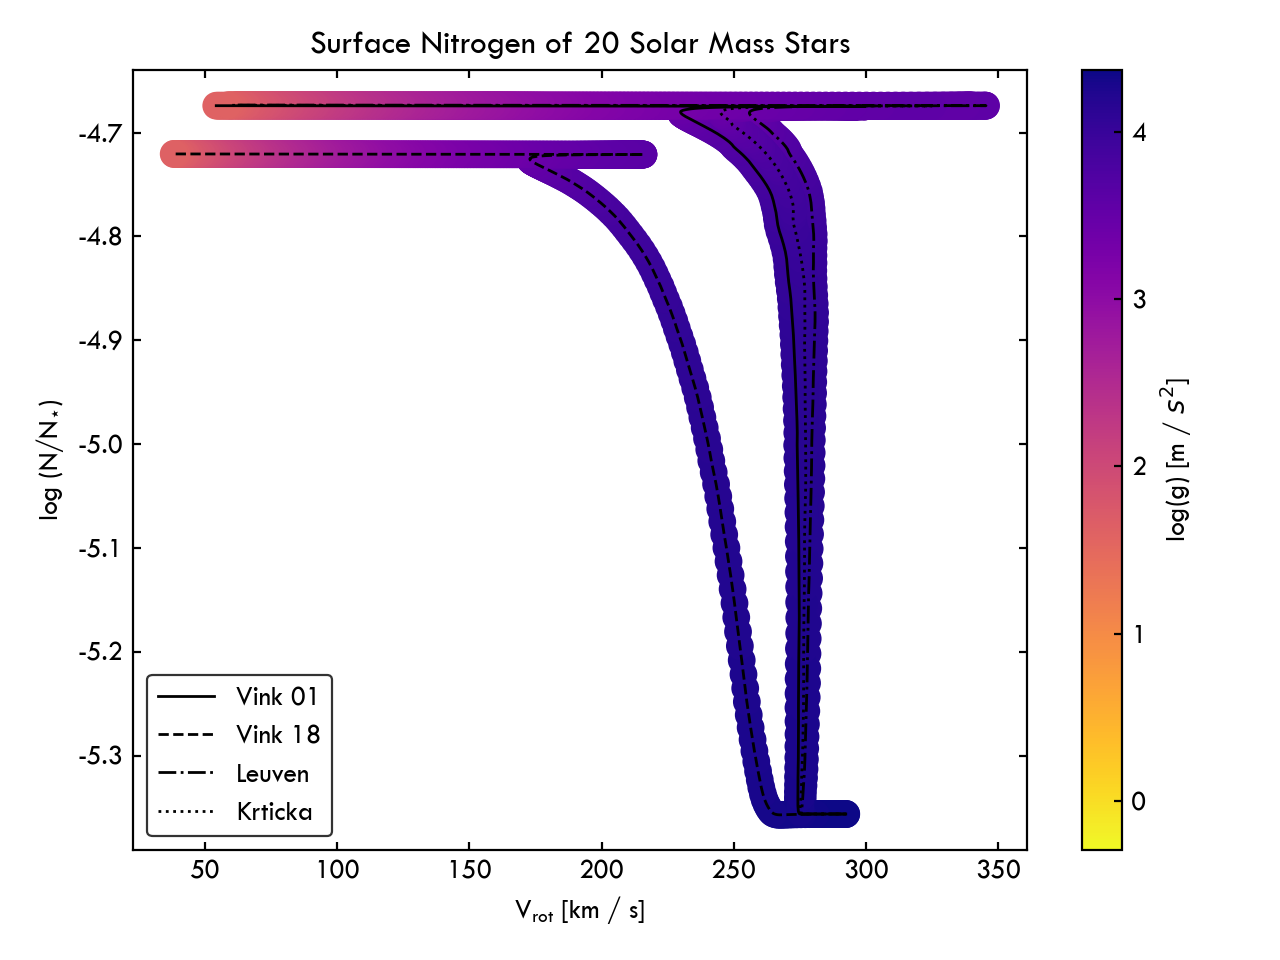 Surface Nitrogen of 20 Solar Mass Stars
-4.7
-4.8
-4.9
-5.0
-5.1
-5.2
-5.3
log (N/N⋆)
Vink 01
Vink 18
Leuven
Krticka
50 100 150 200 250 300 350
V_rot [km / s]
4
3
2
1
0
log(g) [m / s²]